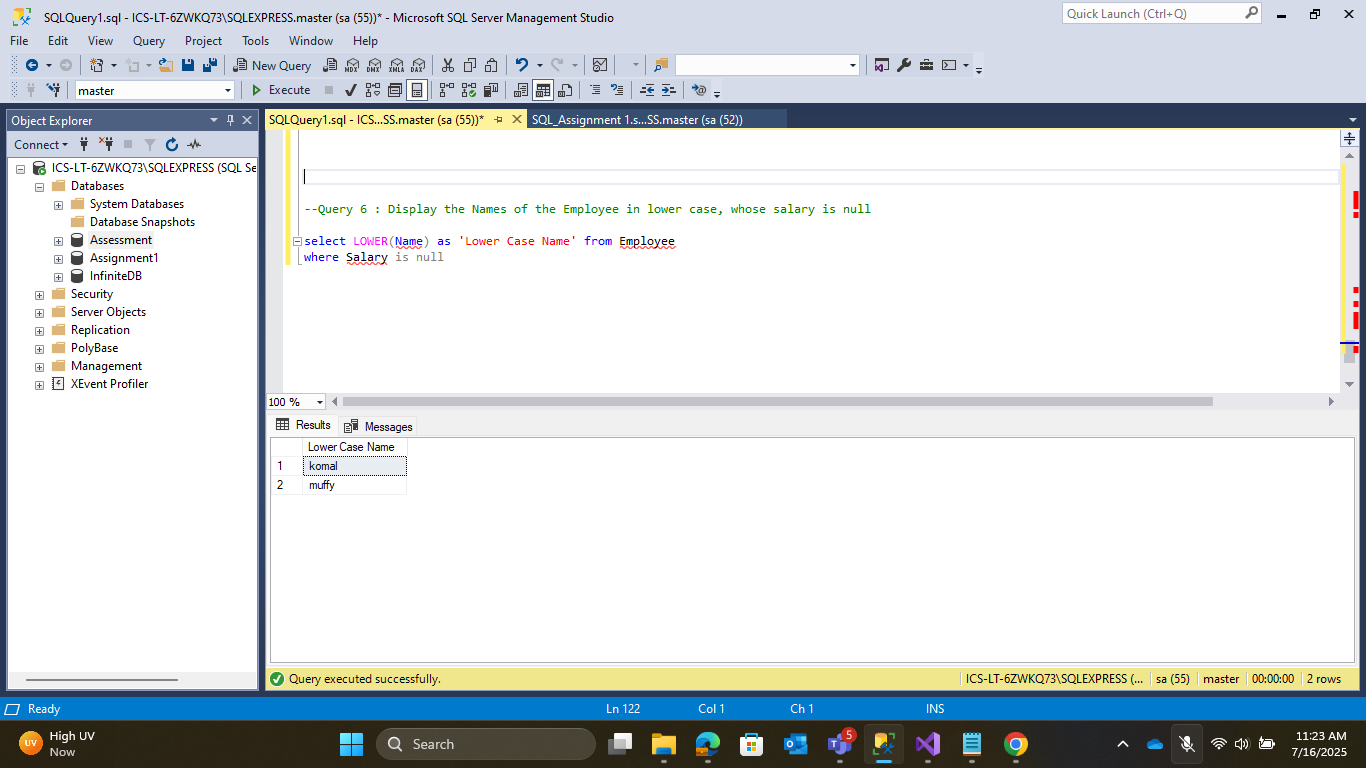 SQLQuery1.sql - ICS-LT-6ZWKQ73\SQLEXPRESS.master (sa (55))* - Microsoft SQL Server Management Studio
Quick Launch (Ctrl+Q)
File Edit View Query Project Tools Window Help
New Query MDX DMX XMLA DAX
master Execute
Object Explorer
SQLQuery1.sql - ICS...SS.master (sa (55))* SQL_Assignment 1.s...SS.master (sa (52))
Connect
ICS-LT-6ZWKQ73\SQLEXPRESS (SQL Se
Databases
System Databases
Database Snapshots
Assessment
Assignment1
InfiniteDB
Security
Server Objects
Replication
PolyBase
Management
XEvent Profiler
--Query 6 : Display the Names of the Employee in lower case, whose salary is null
select LOWER(Name) as 'Lower Case Name' from Employee
where Salary is null
100 %
Results Messages
Lower Case Name
1 komal
2 muffy
Query executed successfully. ICS-LT-6ZWKQ73\SQLEXPRESS (... sa (55) master 00:00:00 2 rows
Ready Ln 122 Col 1 Ch 1 INS
UV High UV
Now
Search
5
11:23 AM
7/16/2025